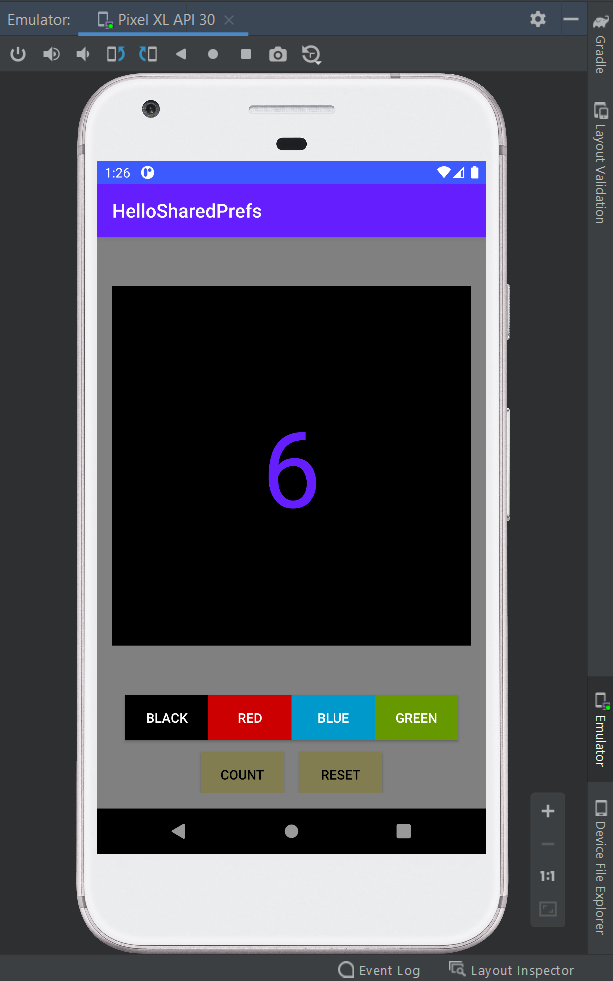 Emulator: Pixel XL API 30
Gradle
Layout Validation
1:26
HelloSharedPrefs
6
BLACK RED BLUE GREEN
COUNT RESET
Emulator
Device File Explorer
1:1
Event Log Layout Inspector